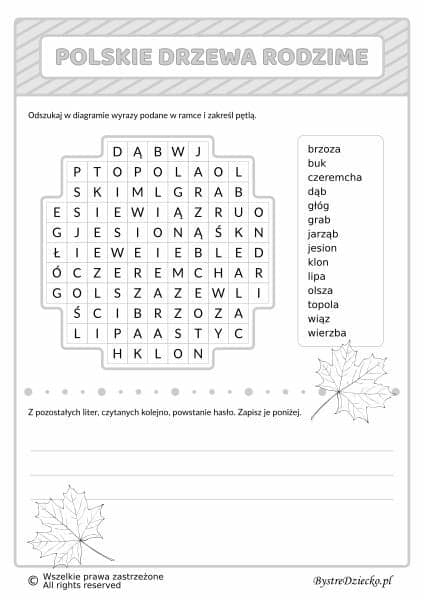 POLSKIE DRZEWA RODZIME
Odszukaj w diagramie wyrazy podane w ramce i zakreśl pętlą.
D Ą B W J
P T O P O L A O L
S K I M L G R A B
E S I E W I Ą Z R U O
G J E S I O N Ą Ś K N
Ł I E W E I E B L E D
Ó C Z E R E M C H A R
G O L S Z A Z E W L I
Ś C I B R Z O Z A
L I P A A S T Y C
H K L O N
brzoza
buk
czeremcha
dąb
głóg
grab
jarząb
jesion
klon
lipa
olsza
topola
wiąz
wierzba
Z pozostałych liter, czytanych kolejno, powstanie hasło. Zapisz je poniżej.
© Wszelkie prawa zastrzeżone
All rights reserved
BystreDziecko.pl